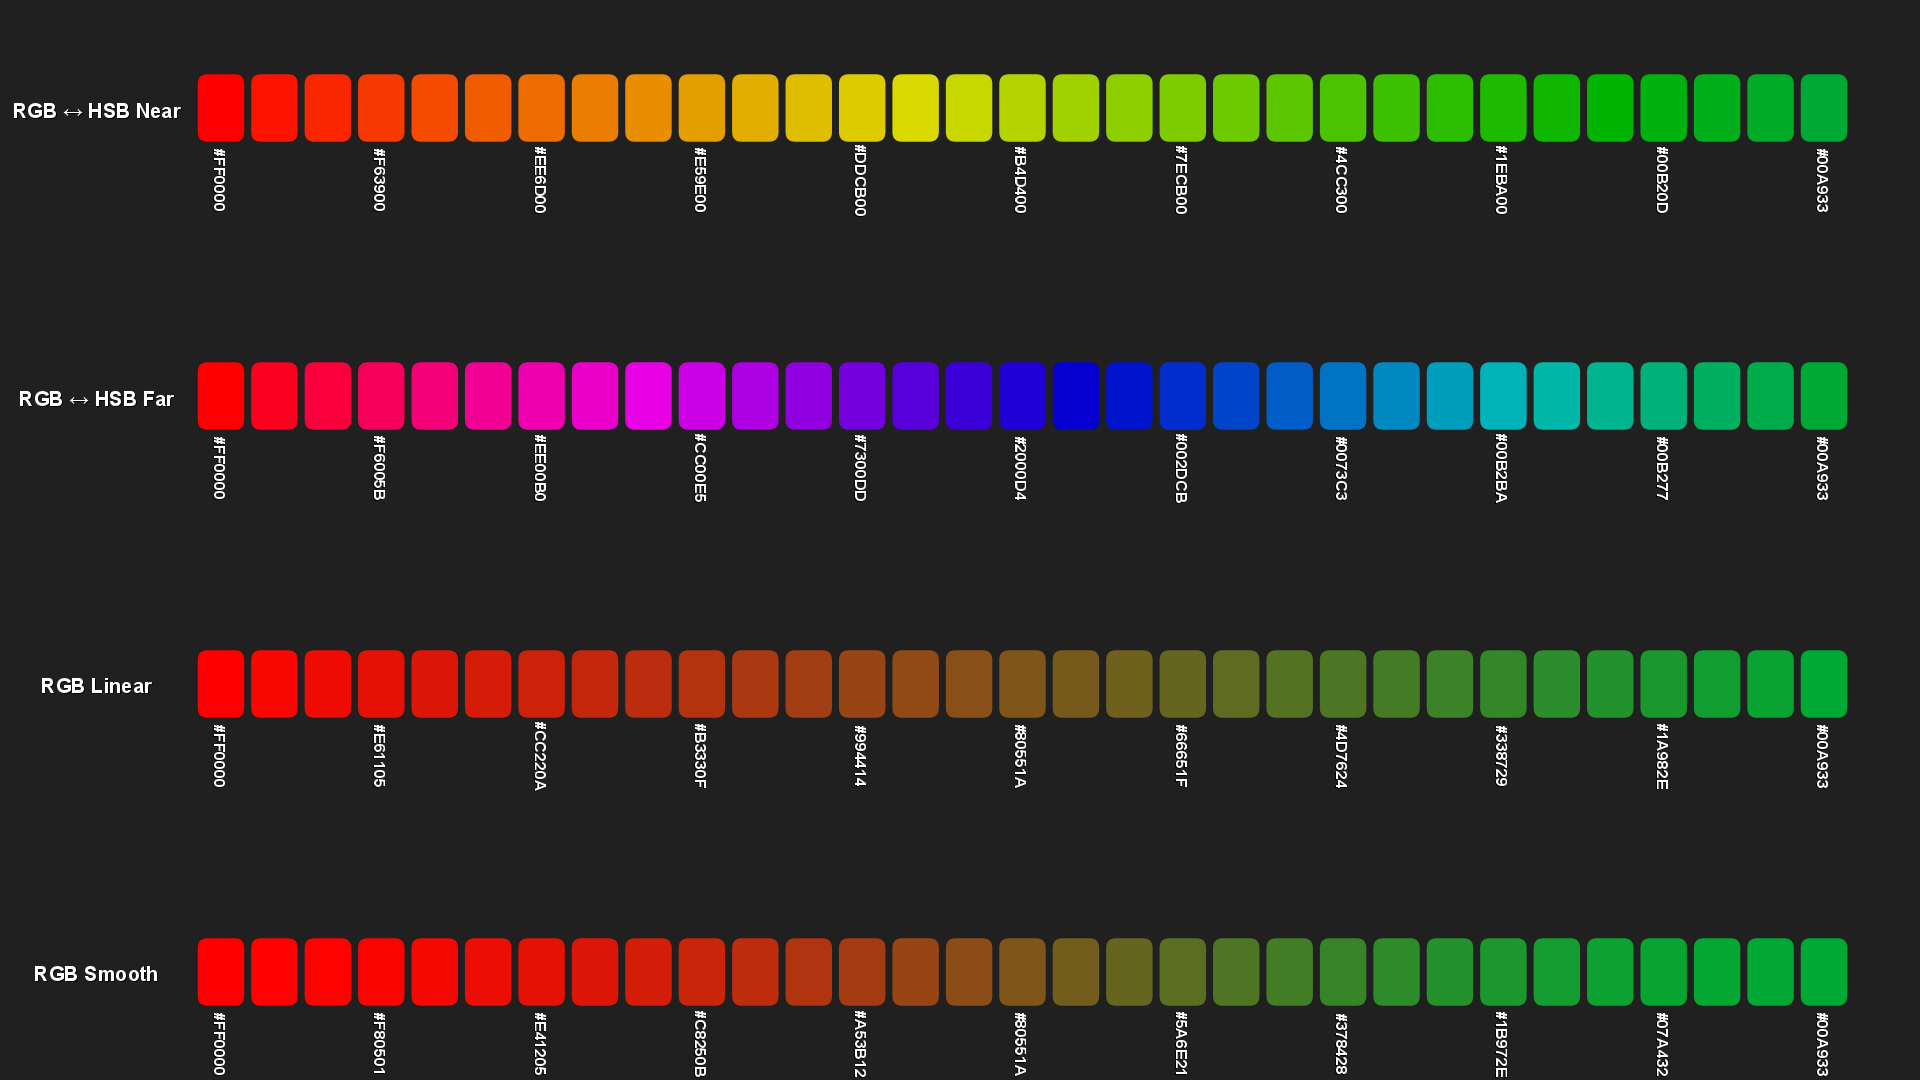 RGB ↔ HSB Near
#FF0000 #F63900 #EE6D00 #E59E00 #DDCB00 #B4D400 #7ECB00 #4CC300 #1EBA00 #00B20D #00A933
RGB ↔ HSB Far
#FF0000 #F6005B #EE00B0 #CC00E5 #7300DD #2000D4 #002DCB #0073C3 #00B2BA #00B277 #00A933
RGB Linear
#FF0000 #E61105 #CC220A #B3330F #994414 #80551A #66651F #4D7624 #338729 #1A982E #00A933
RGB Smooth
#FF0000 #F80501 #E41205 #C8250B #A53B12 #80551A #5A6E21 #378428 #1B972E #07A432 #00A933